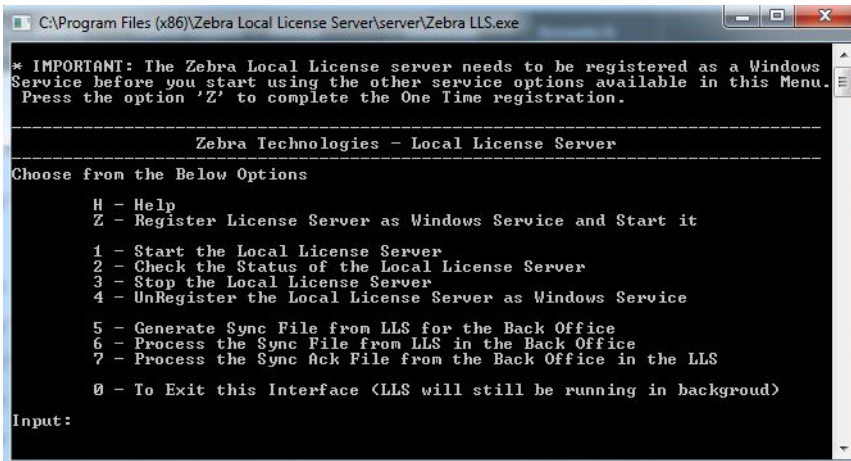 C:\Program Files (x86)\Zebra Local License Server\server\Zebra LLS.exe
* IMPORTANT: The Zebra Local License server needs to be registered as a Windows
Service before you start using the other service options available in this Menu.
Press the option 'Z' to complete the One Time registration.
Zebra Technologies - Local License Server
Choose from the Below Options
H - Help
Z - Register License Server as Windows Service and Start it
1 - Start the Local License Server
2 - Check the Status of the Local License Server
3 - Stop the Local License Server
4 - UnRegister the Local License Server as Windows Service
5 - Generate Sync File from LLS for the Back Office
6 - Process the Sync File from LLS in the Back Office
7 - Process the Sync Ack File from the Back Office in the LLS
0 - To Exit this Interface (LLS will still be running in backgroud)
Input: